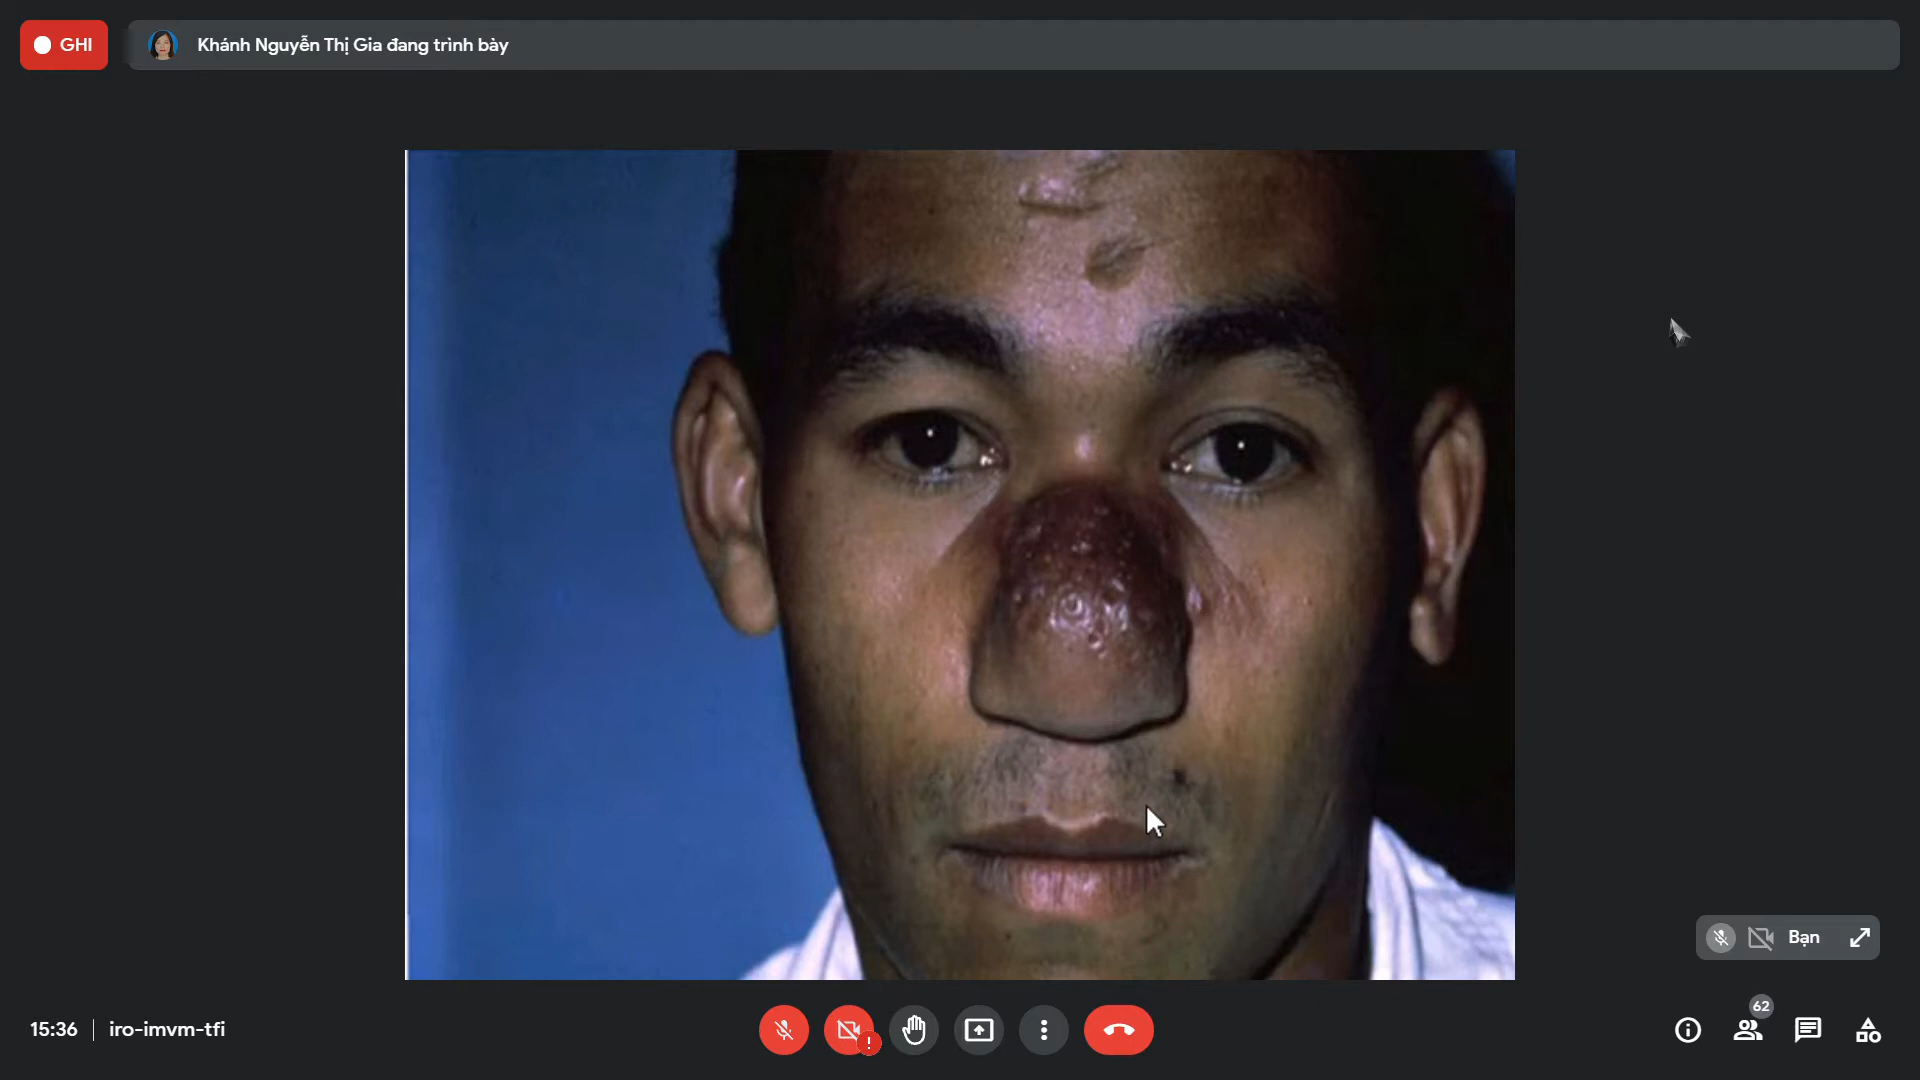 GHI
Khánh Nguyễn Thị Gia đang trình bày
Bạn
62
15:36
iro-imvm-tfi